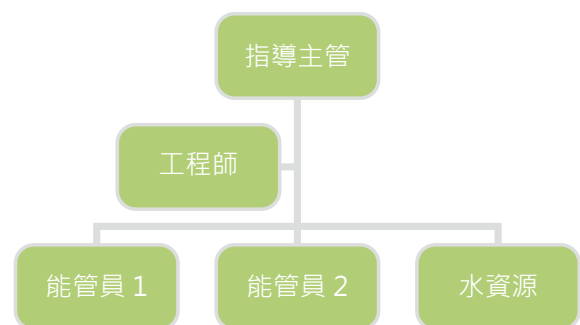 指導主管
工程師
能管員 1
能管員 2
水資源